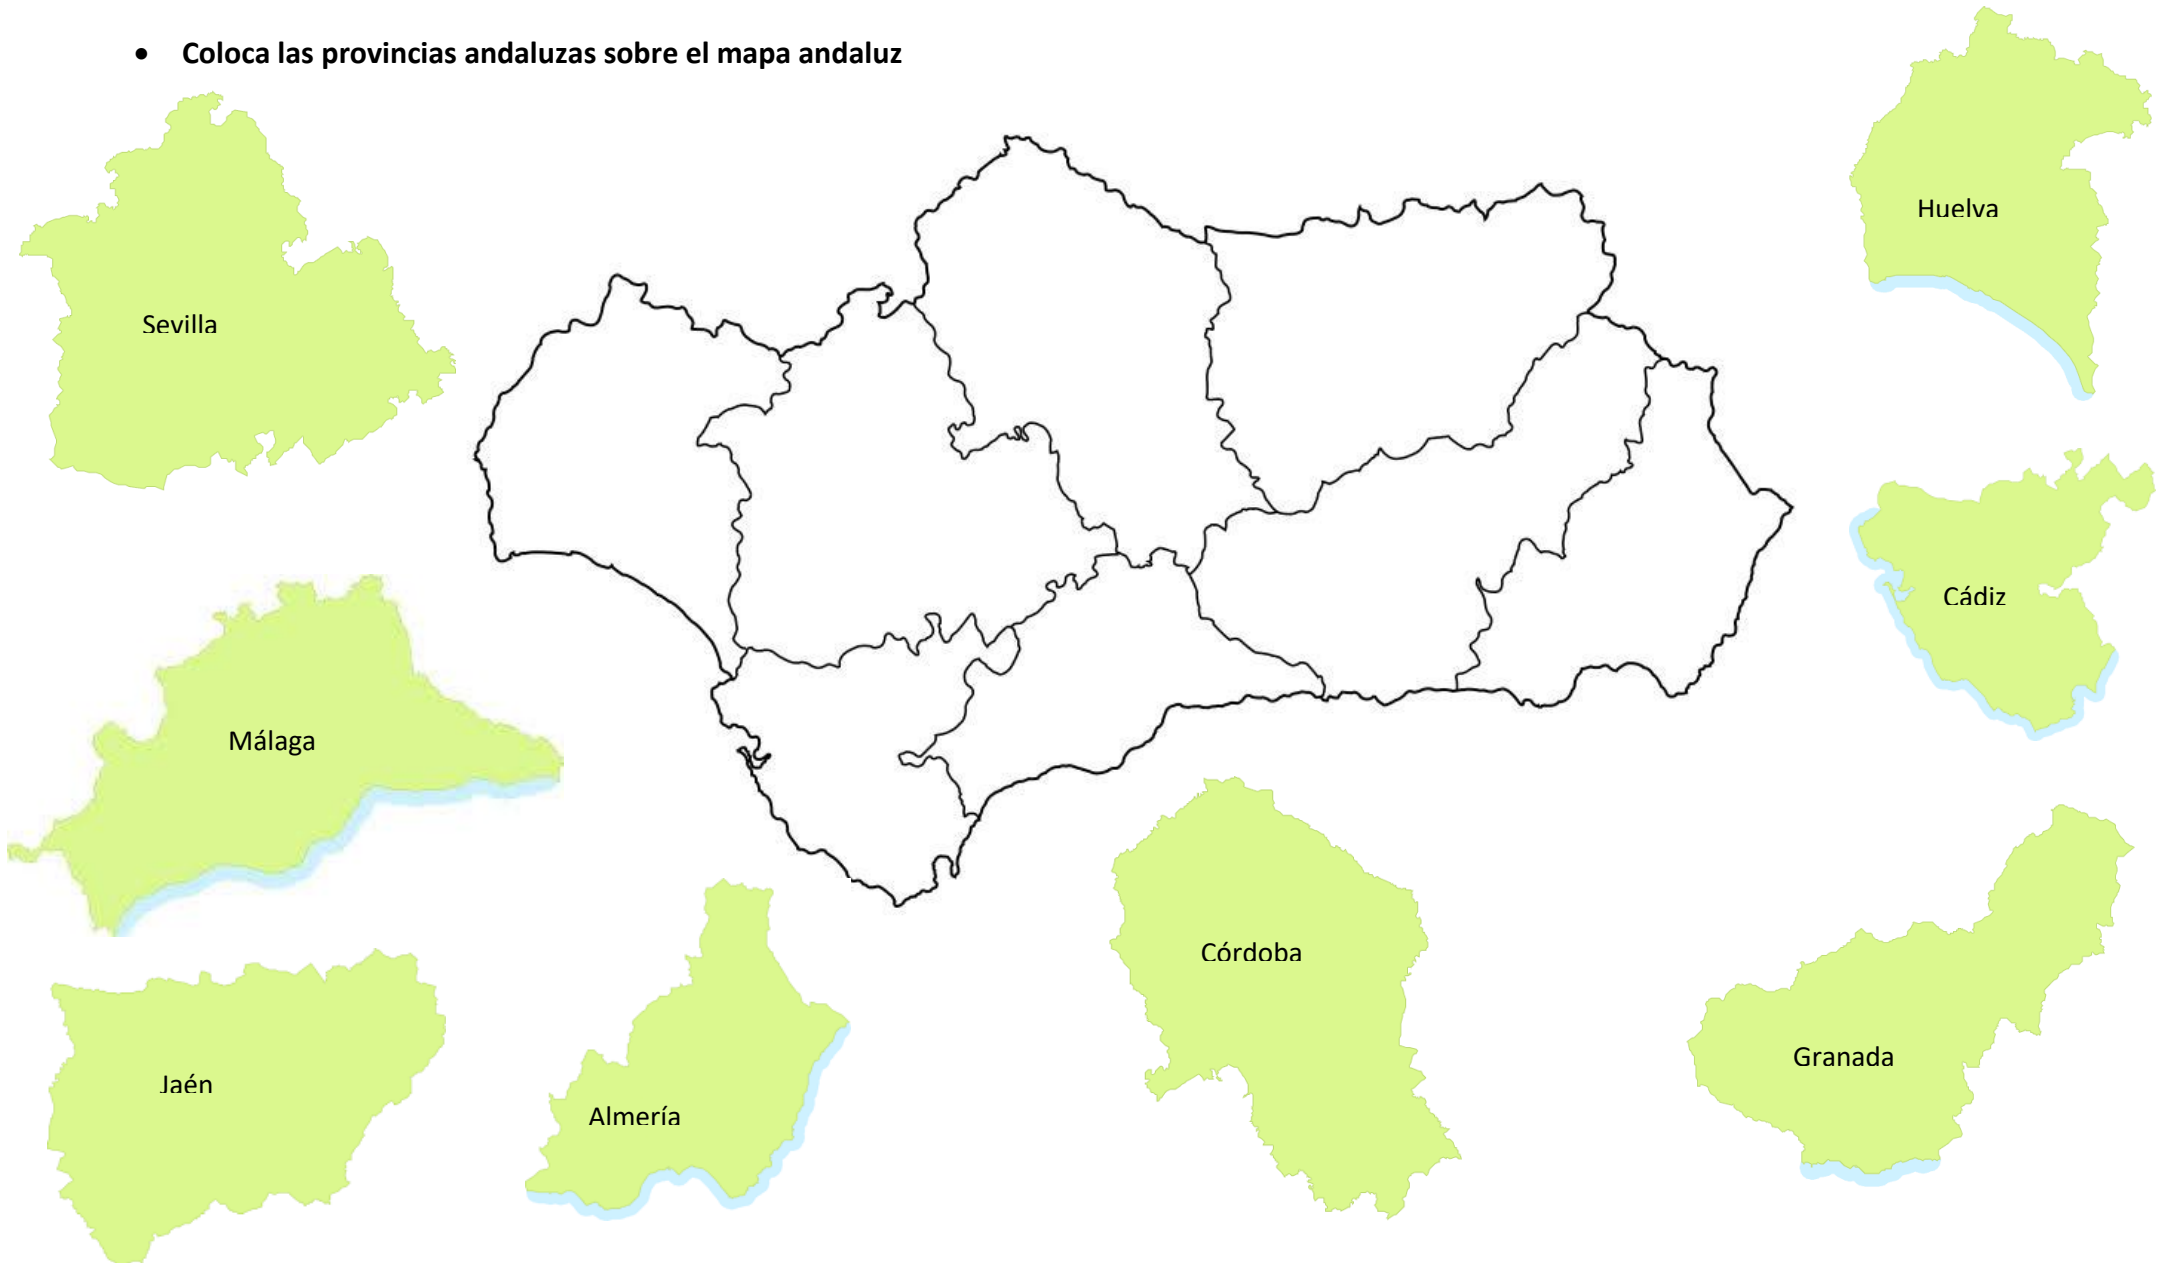 • Coloca las provincias andaluzas sobre el mapa andaluz
Huelva
Sevilla
Cádiz
Málaga
Córdoba
Granada
Jaén
Almería